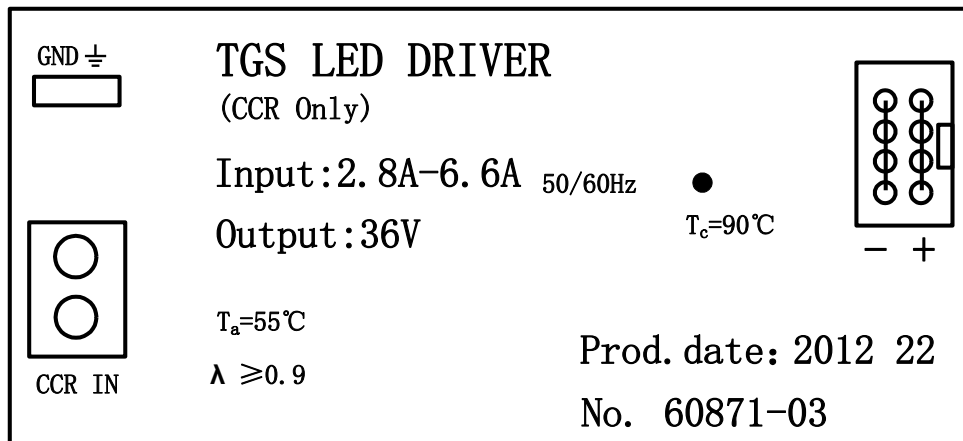 GND ⏚
TGS LED DRIVER
(CCR Only)
Input:2.8A-6.6A 50/60Hz
Tc=90℃
Output:36V
- +
Ta=55℃
λ ≥0.9
CCR IN
Prod.date: 2012 22
No. 60871-03